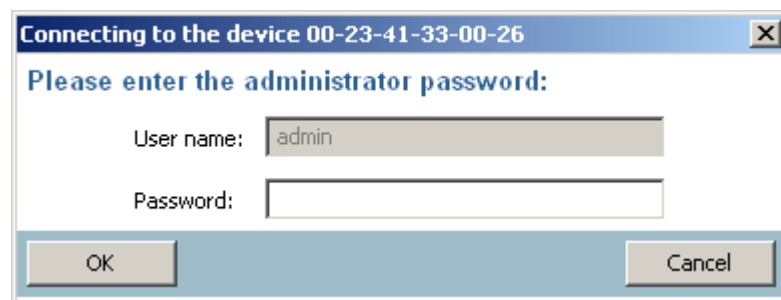 Connecting to the device 00-23-41-33-00-26
Please enter the administrator password:
User name: admin
Password:
OK Cancel